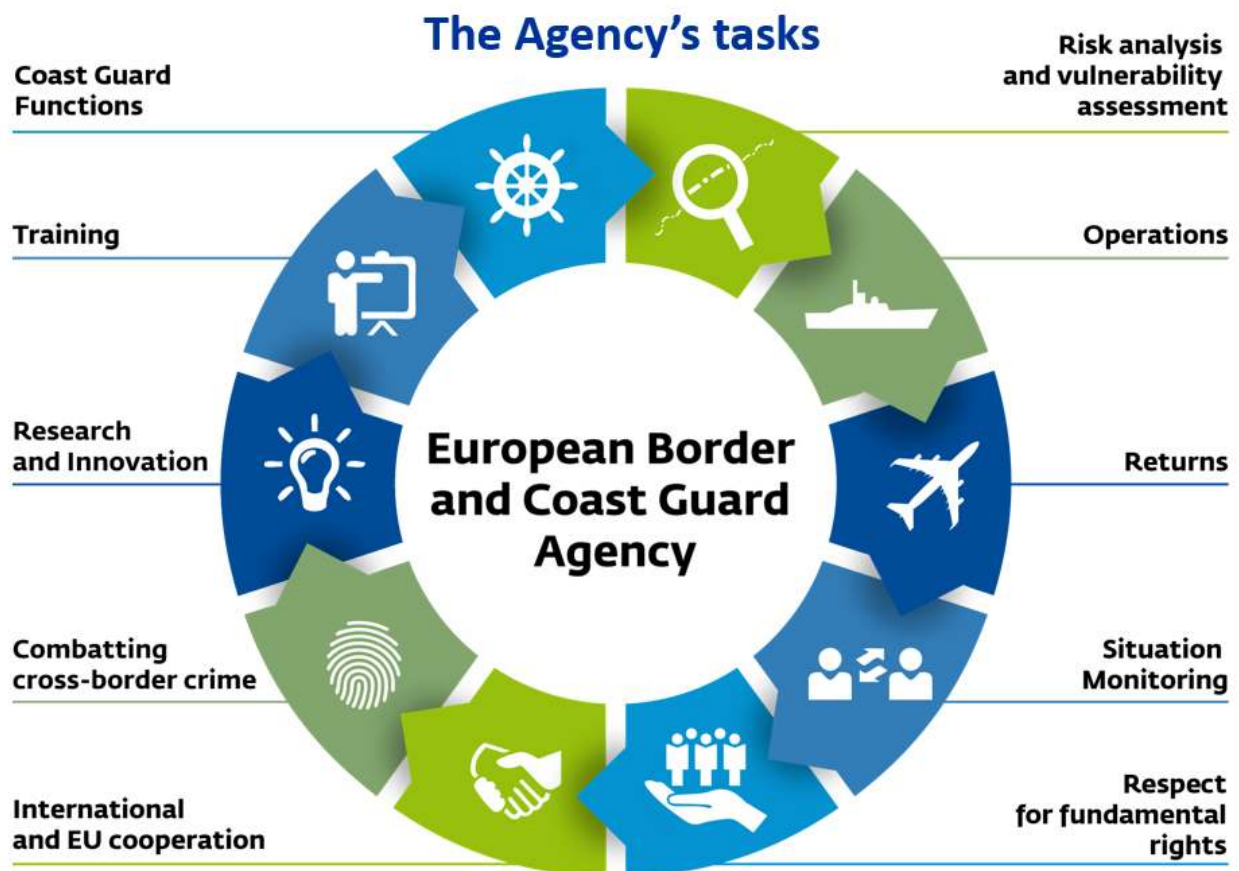 The Agency's tasks
Coast Guard
Functions
Training
Research
and Innovation
Combatting
cross-border crime
International
and EU cooperation
European Border
and Coast Guard
Agency
Risk analysis
and vulnerability
assessment
Operations
Returns
Situation
Monitoring
Respect
for fundamental
rights